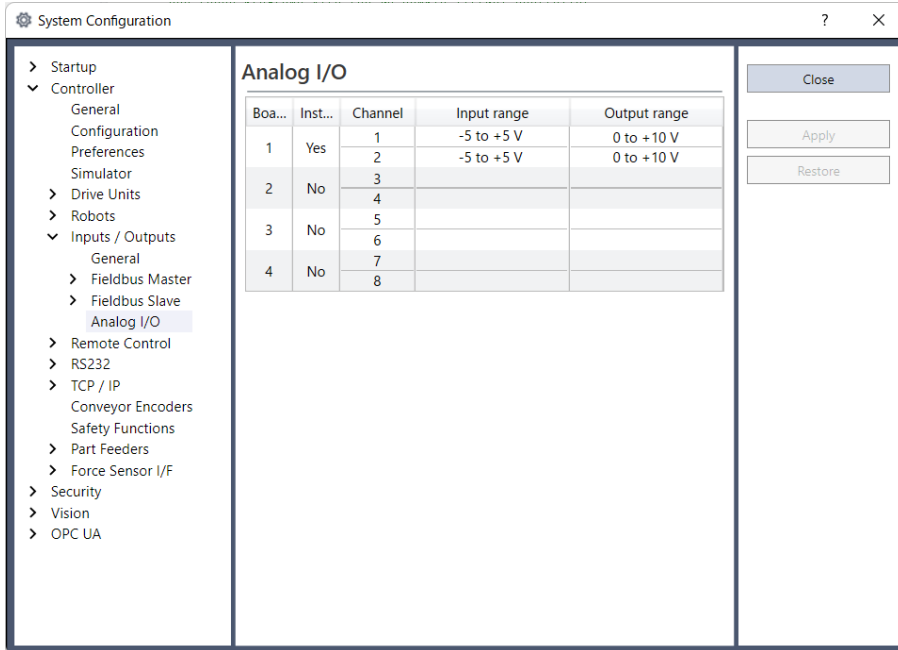 System Configuration
?
Startup
Controller
General
Configuration
Preferences
Simulator
Drive Units
Robots
Inputs / Outputs
General
Fieldbus Master
Fieldbus Slave
Analog I/O
Remote Control
RS232
TCP / IP
Conveyor Encoders
Safety Functions
Part Feeders
Force Sensor I/F
Security
Vision
OPC UA
Analog I/O
Boa... Inst... Channel Input range Output range
1 Yes 1 -5 to +5 V 0 to +10 V
2 -5 to +5 V 0 to +10 V
2 No 3
4
3 No 5
6
4 No 7
8
Close
Apply
Restore